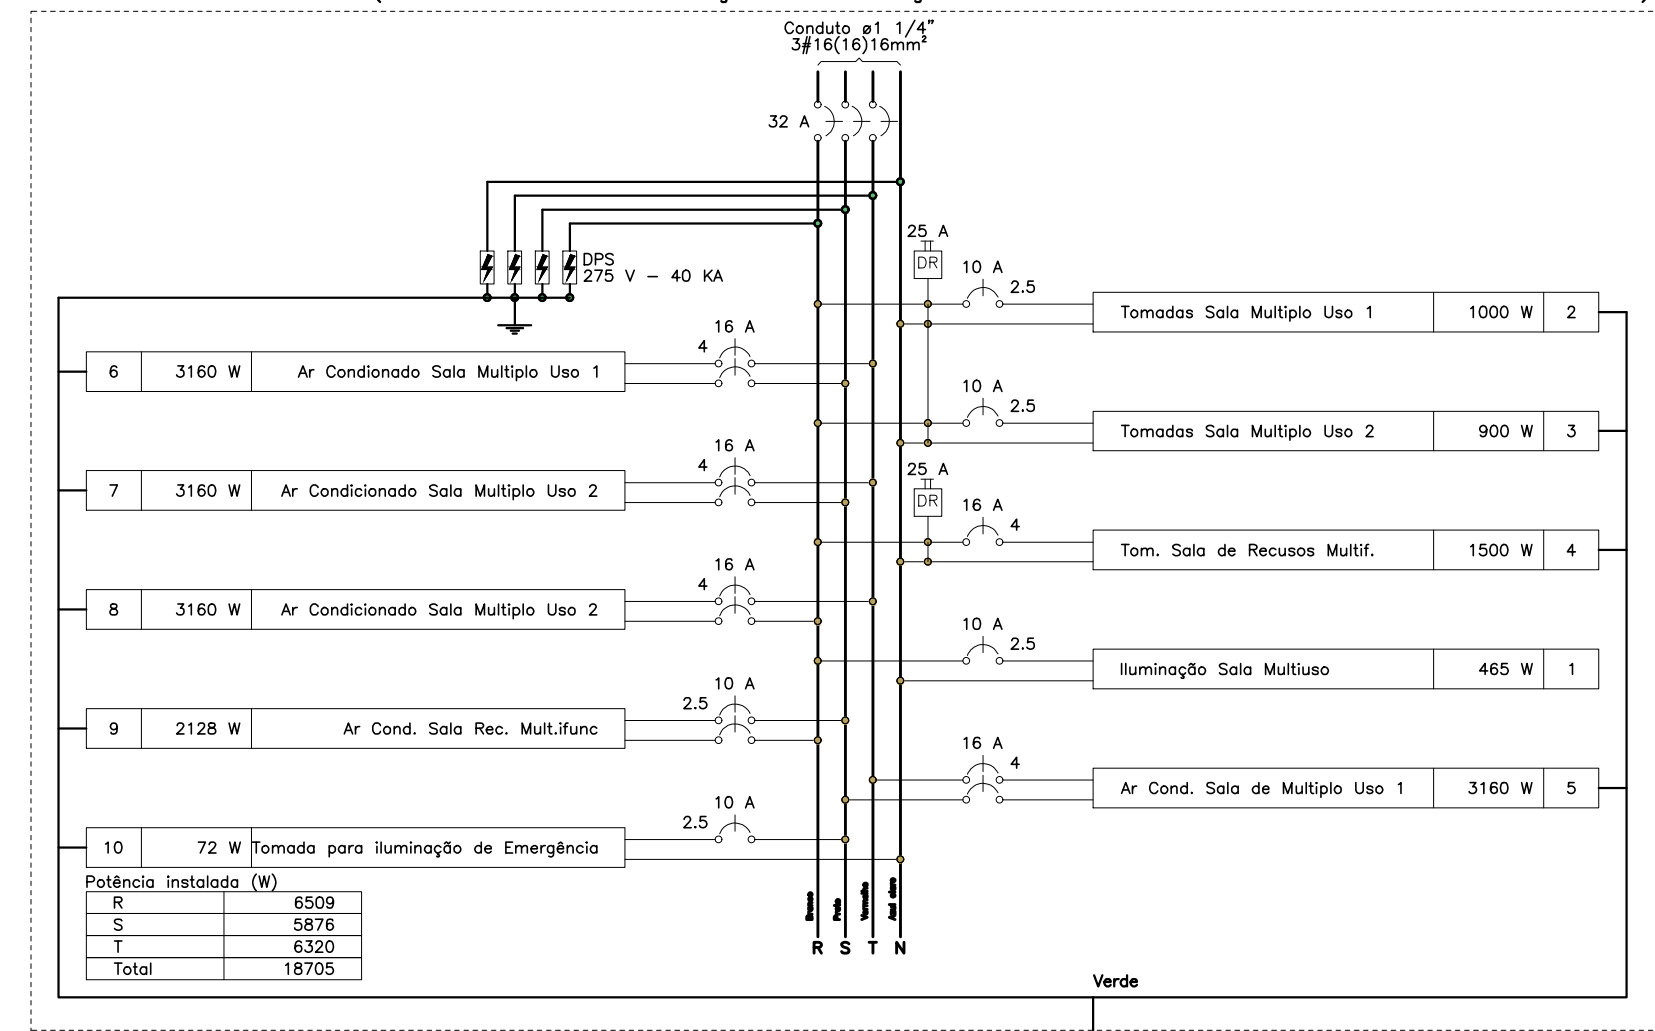 Conduto ø1 1/4"
3#16(16)16mm²
32 A
DPS
275 V - 40 KA
25 A
DR
10 A
2.5
Tomadas Sala Multiplo Uso 1 1000 W 2
16 A
4
6 3160 W Ar Condionado Sala Multiplo Uso 1
10 A
2.5
Tomadas Sala Multiplo Uso 2 900 W 3
16 A
4
7 3160 W Ar Condicionado Sala Multiplo Uso 2
25 A
DR
16 A
4
Tom. Sala de Recusos Multif. 1500 W 4
16 A
4
8 3160 W Ar Condicionado Sala Multiplo Uso 2
10 A
2.5
Iluminação Sala Multiuso 465 W 1
10 A
2.5
9 2128 W Ar Cond. Sala Rec. Mult.ifunc
16 A
4
Ar Cond. Sala de Multiplo Uso 1 3160 W 5
10 A
2.5
10 72 W Tomada para iluminação de Emergência
Potência instalada (W)
R 6509
S 5876
T 6320
Total 18705
Branco
Preto
Vermelho
Azul claro
R S T N
Verde